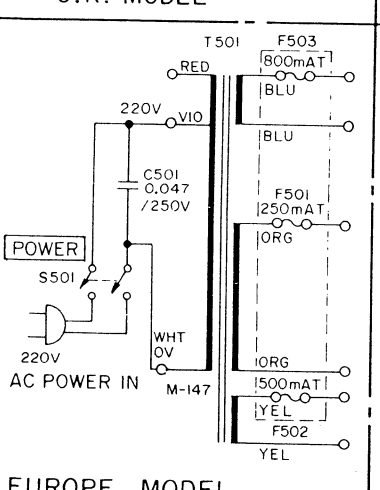 U.K. MODEL
T501
F503
RED
800mAT
BLU
220V
VIO
BLU
C501
0.047
/250V
F501
250mAT
ORG
POWER
S501
WHT
0V
220V
AC POWER IN
M-147
ORG
500mAT
YEL
F502
YEL
EUROPE MODEL